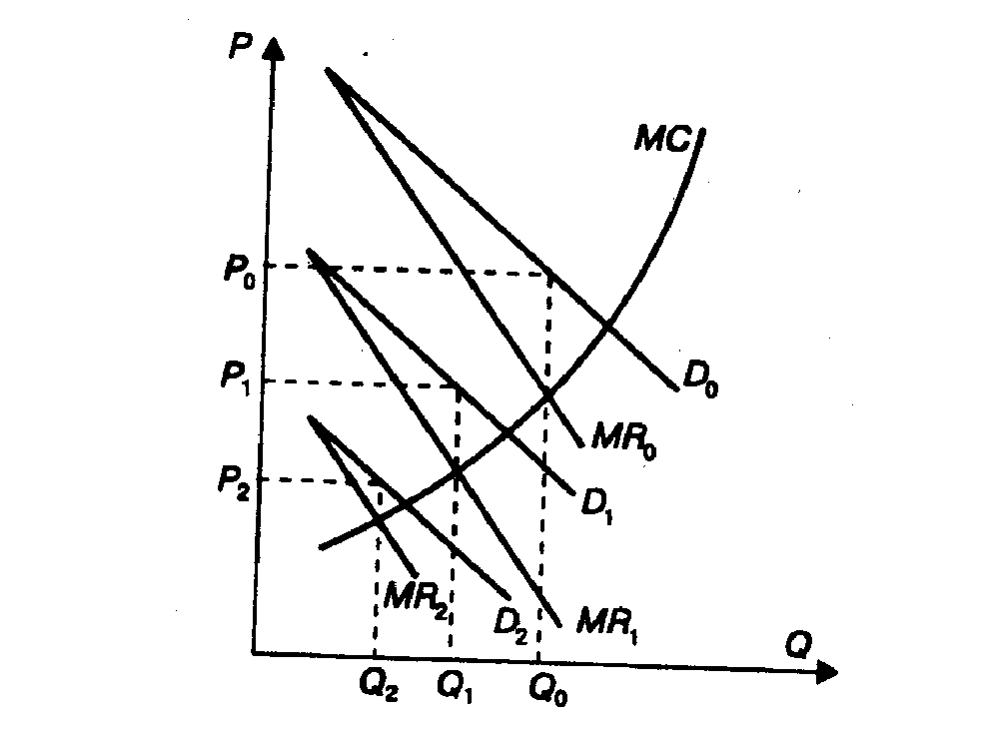 P
MC
P₀
P₁
D₀
MR₀
P₂
D₁
MR₂
D₂
MR₁
Q
Q₂
Q₁
Q₀